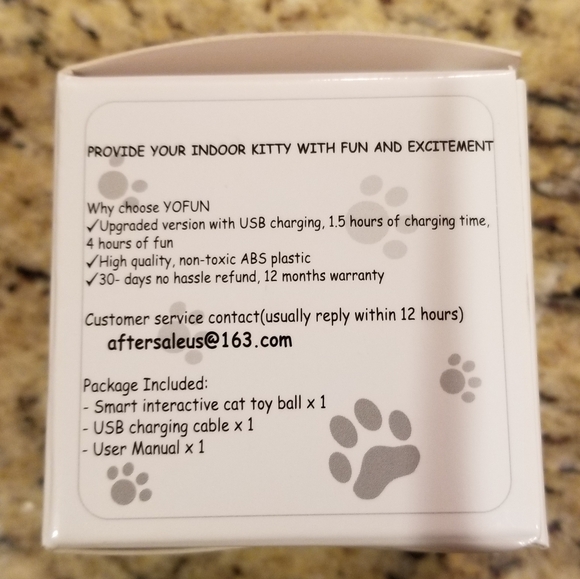 PROVIDE YOUR INDOOR KITTY WITH FUN AND EXCITEMENT
Why choose YOFUN
✓Upgraded version with USB charging, 1.5 hours of charging time,
4 hours of fun
✓High quality, non-toxic ABS plastic
✓30- days no hassle refund, 12 months warranty
Customer service contact(usually reply within 12 hours)
aftersaleus@163.com
Package Included:
- Smart interactive cat toy ball x 1
- USB charging cable x 1
- User Manual x 1